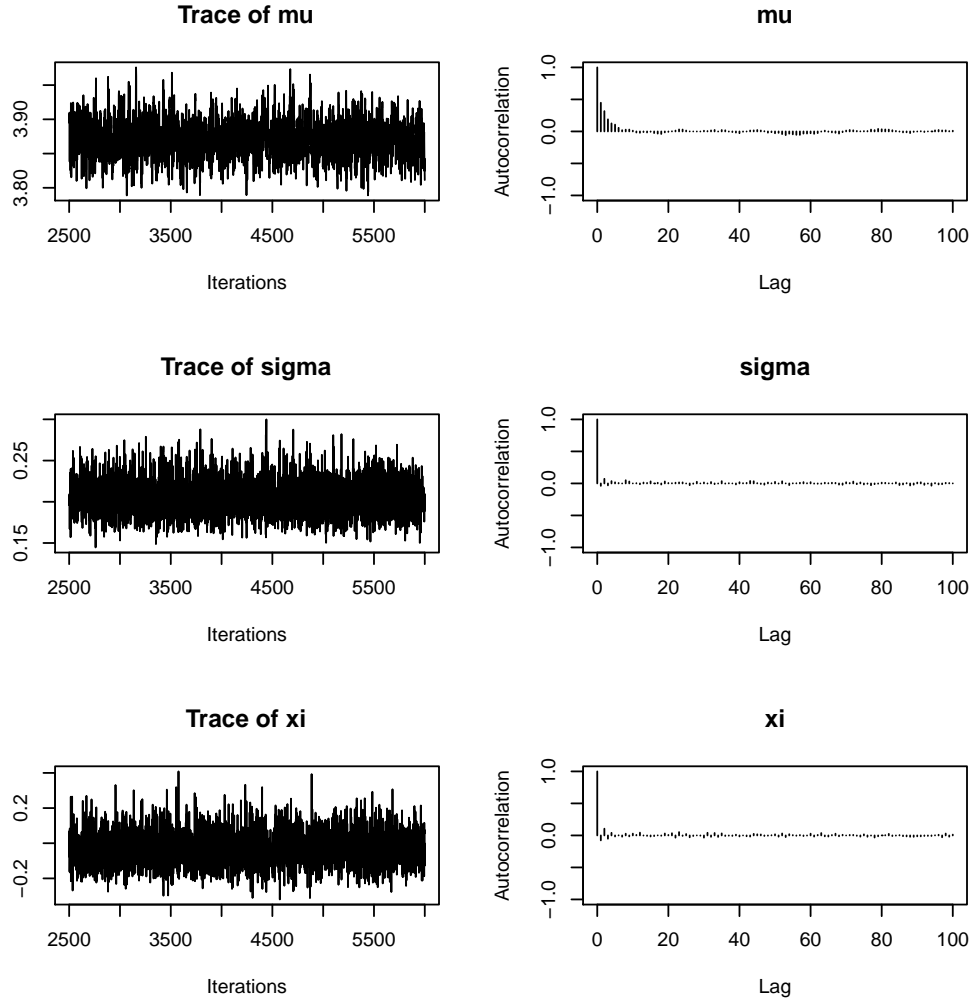 Trace of mu
3.80 3.90
2500 3500 4500 5500
Iterations
mu
Autocorrelation
−1.0 0.0 1.0
0 20 40 60 80 100
Lag
Trace of sigma
0.15 0.25
2500 3500 4500 5500
Iterations
sigma
Autocorrelation
−1.0 0.0 1.0
0 20 40 60 80 100
Lag
Trace of xi
−0.2 0.2
2500 3500 4500 5500
Iterations
xi
Autocorrelation
−1.0 0.0 1.0
0 20 40 60 80 100
Lag